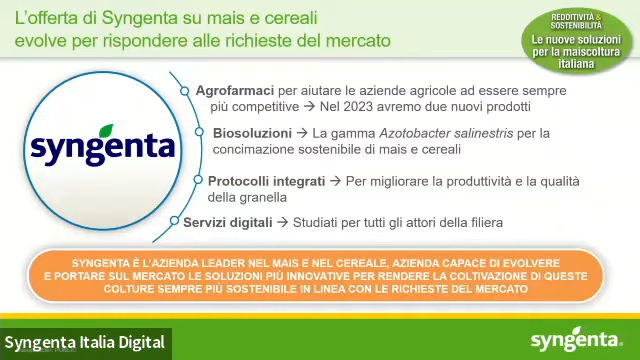 L'offerta di Syngenta su mais e cereali
evolve per rispondere alle richieste del mercato
REDDITIVITÀ &
SOSTENIBILITÀ
Le nuove soluzioni
per la maiscoltura
italiana
syngenta
Agrofarmaci per aiutare le aziende agricole ad essere sempre
più competitive → Nel 2023 avremo due nuovi prodotti
Biosoluzioni → La gamma Azotobacter salinestris per la
concimazione sostenibile di mais e cereali
Protocolli integrati → Per migliorare la produttività e la qualità
della granella
Servizi digitali → Studiati per tutti gli attori della filiera
SYNGENTA È L'AZIENDA LEADER NEL MAIS E NEL CEREALE, AZIENDA CAPACE DI EVOLVERE
E PORTARE SUL MERCATO LE SOLUZIONI PIÙ INNOVATIVE PER RENDERE LA COLTIVAZIONE DI QUESTE
COLTURE SEMPRE PIÙ SOSTENIBILE IN LINEA CON LE RICHIESTE DEL MERCATO
Syngenta Italia Digital
syngenta